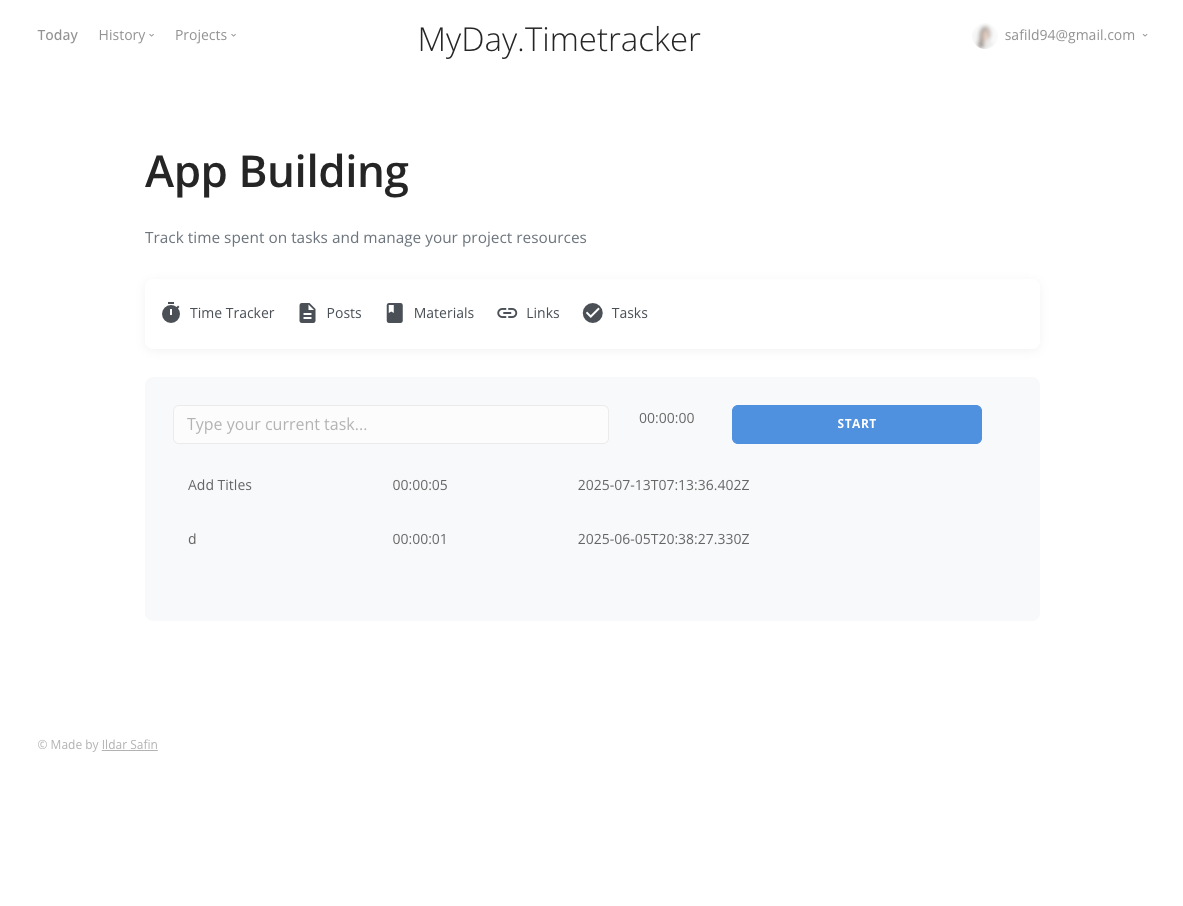 Today History Projects MyDay.Timetracker safild94@gmail.com
App Building
Track time spent on tasks and manage your project resources
Time Tracker Posts Materials Links Tasks
Type your current task... 00:00:00 START
Add Titles 00:00:05 2025-07-13T07:13:36.402Z
d 00:00:01 2025-06-05T20:38:27.330Z
© Made by Ildar Safin